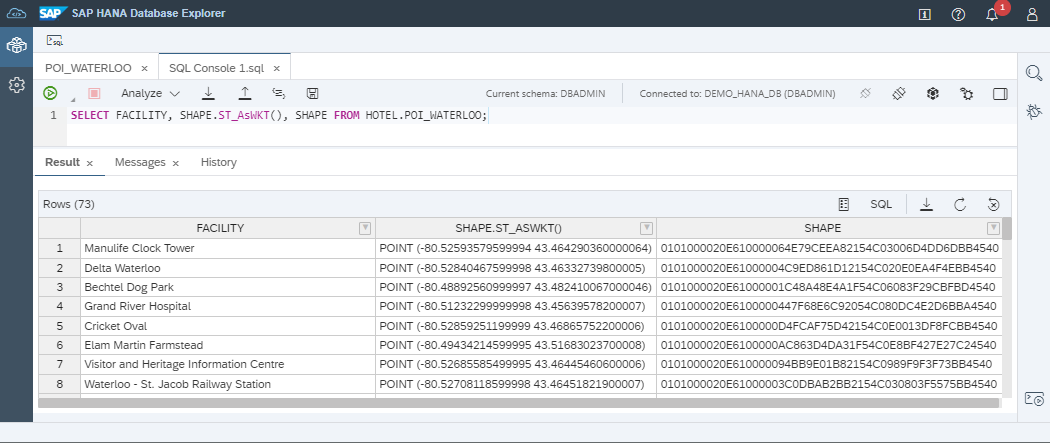 SAP SAP HANA Database Explorer 1
SQL
POI_WATERLOO × SQL Console 1.sql ×
Analyze Current schema: DBADMIN Connected to: DEMO_HANA_DB (DBADMIN)
1 SELECT FACILITY, SHAPE.ST_AsWKT(), SHAPE FROM HOTEL.POI_WATERLOO;
Result × Messages × History
Rows (73) SQL
FACILITY SHAPE.ST_ASWKT() SHAPE
1 Manulife Clock Tower POINT (-80.52593579599994 43.464290360000064) 0101000020E610000064E79CEEA82154C03006D4DD6DBB4540
2 Delta Waterloo POINT (-80.52840467599998 43.46332739800005) 0101000020E61000004C9ED861D12154C020E0EA4F4EBB4540
3 Bechtel Dog Park POINT (-80.48892560999997 43.482410067000046) 0101000020E61000001C48A48E4A1F54C06083F29CBFBD4540
4 Grand River Hospital POINT (-80.51232299999998 43.45639578200007) 0101000020E6100000447F68E6C92054C080DC4E2D6BBA4540
5 Cricket Oval POINT (-80.52859251199999 43.46865752200006) 0101000020E6100000D4FCAF75D42154C0E0013DF8FCBB4540
6 Elam Martin Farmstead POINT (-80.49434214599995 43.51683023700008) 0101000020E6100000AC863D4DA31F54C0E8BF427E27C24540
7 Visitor and Heritage Information Centre POINT (-80.52685585499995 43.46445460600006) 0101000020E610000094BB9E01B82154C0989F9F3F73BB4540
8 Waterloo - St. Jacob Railway Station POINT (-80.52708118599998 43.46451821900007) 0101000020E61000003C0DBAB2BB2154C030803F5575BB4540